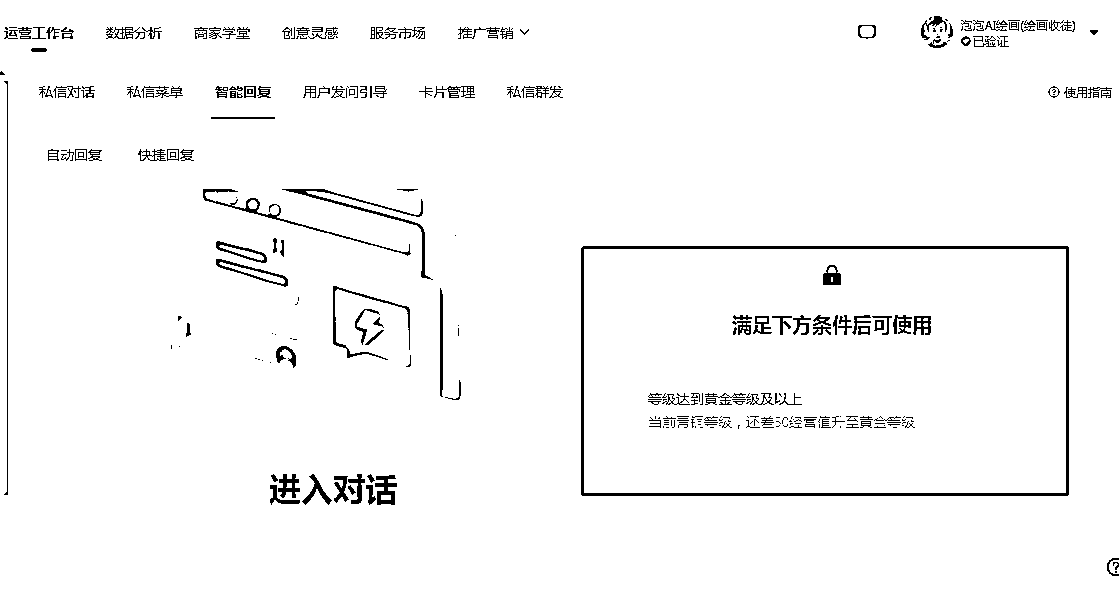 运营工作台 数据分析 商家学堂 创意灵感 服务市场 推广营销
泡泡AI绘画(绘画收徒)
已验证
私信对话 私信菜单 智能回复 用户发问引导 卡片管理 私信群发
使用指南
自动回复 快捷回复
满足下方条件后可使用
等级达到黄金等级及以上
当前青铜等级，还差50经营值升至黄金等级
进入对话